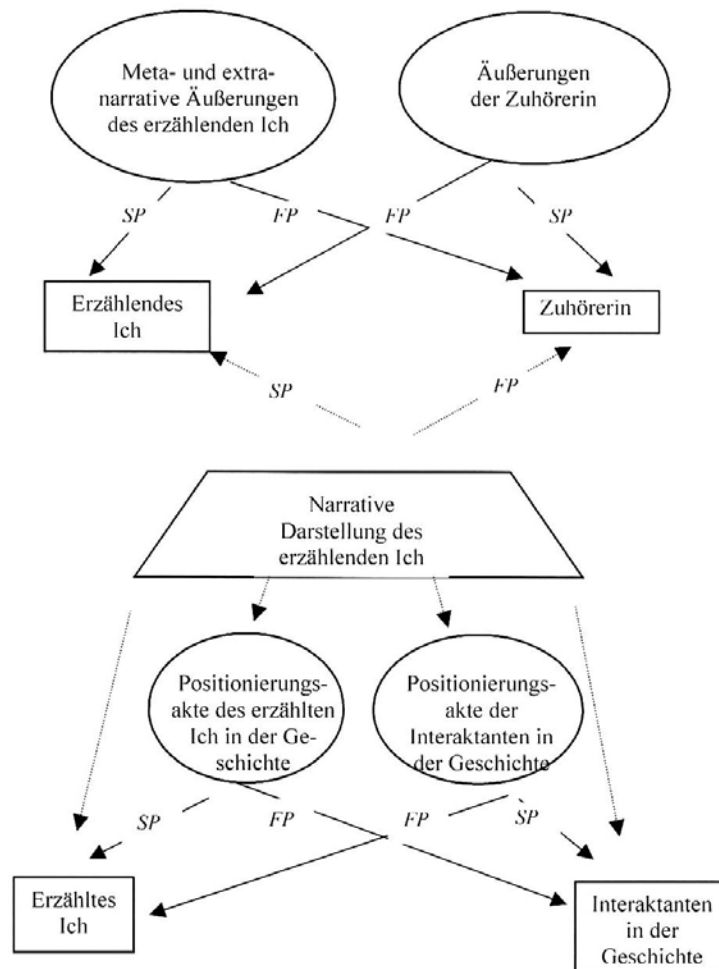 Meta- und extra-
narrative Äußerungen
des erzählenden Ich
Äußerungen
der Zuhörerin
SP
FP
FP
SP
Erzählendes
Ich
Zuhörerin
SP
FP
Narrative
Darstellung des
erzählenden Ich
Positionierungs-
akte des erzählten
Ich in der Ge-
schichte
Positionierungs-
akte der
Interaktanten in
der Geschichte
SP
FP
FP
SP
Erzähltes
Ich
Interaktanten
in der
Geschichte